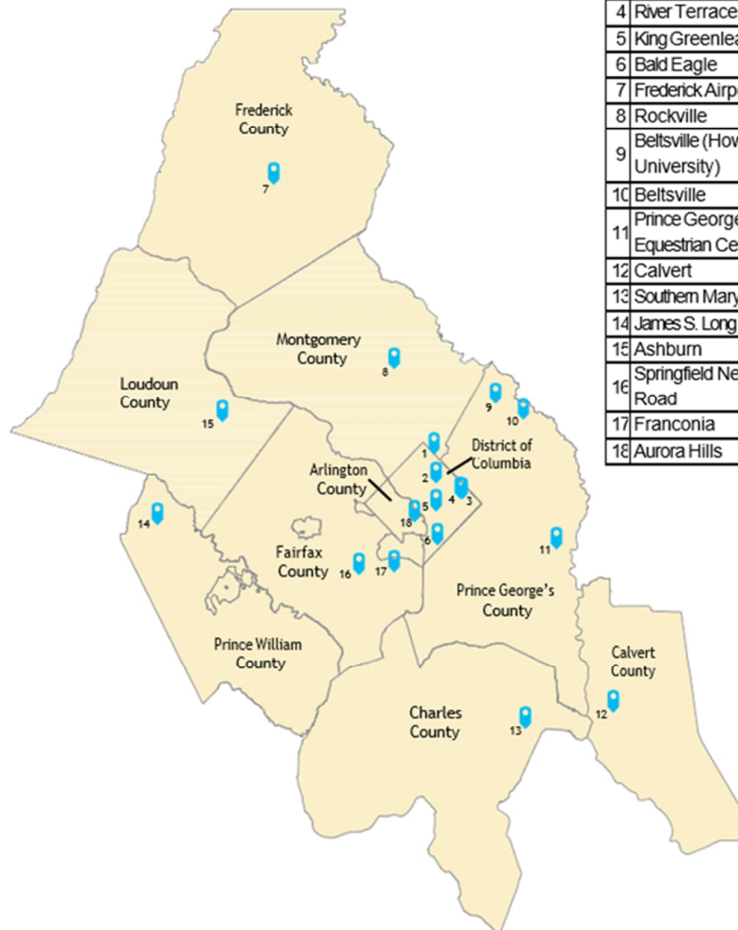 4 River Terrace
5 King Greenlea
6 Bald Eagle
7 Frederick Airp
8 Rockville
9 Beltsville (How
University)
10 Beltsville
11 Prince George
Equestrian Ce
12 Calvert
13 Southern Mary
14 James S. Long
15 Ashburn
16 Springfield Ne
Road
17 Franconia
18 Aurora Hills
Frederick
County
7
Montgomery
County
8
Loudoun
County
15
9
10
1
District of
Columbia
2
Arlington
County
4
3
5
18
6
14
Fairfax
County
16
17
11
Prince George's
County
Prince William
County
Calvert
County
12
Charles
County
13